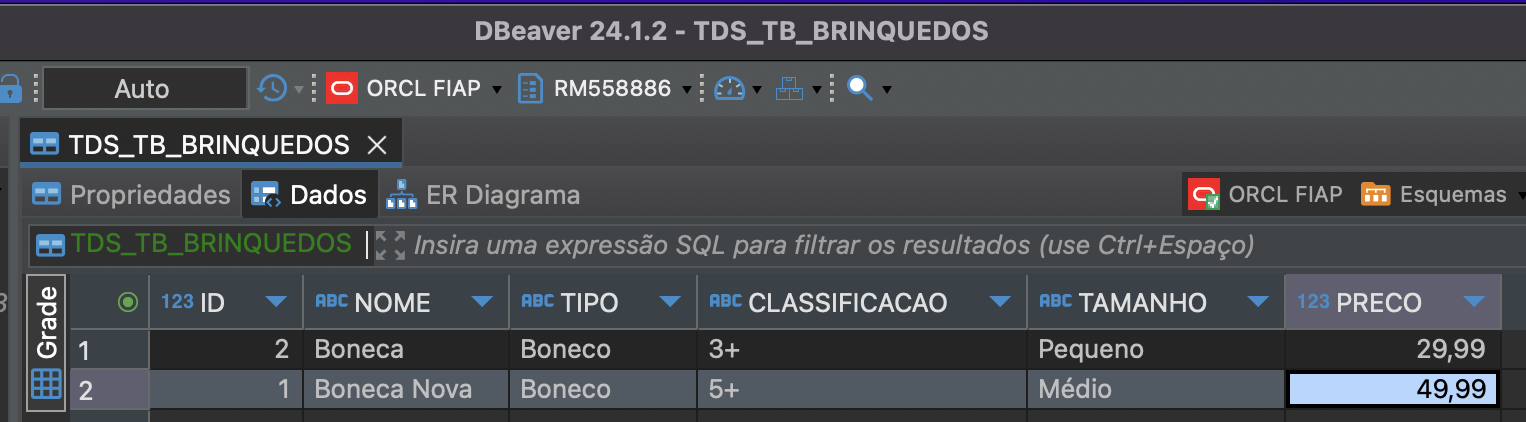 DBeaver 24.1.2 - TDS_TB_BRINQUEDOS
Auto ORCL FIAP RM558886
TDS_TB_BRINQUEDOS
Propriedades Dados ER Diagrama ORCL FIAP Esquemas
TDS_TB_BRINQUEDOS Insira uma expressão SQL para filtrar os resultados (use Ctrl+Espaço)
Grade
123 ID ABC NOME ABC TIPO ABC CLASSIFICACAO ABC TAMANHO 123 PRECO
1 2 Boneca Boneco 3+ Pequeno 29,99
2 1 Boneca Nova Boneco 5+ Médio 49,99